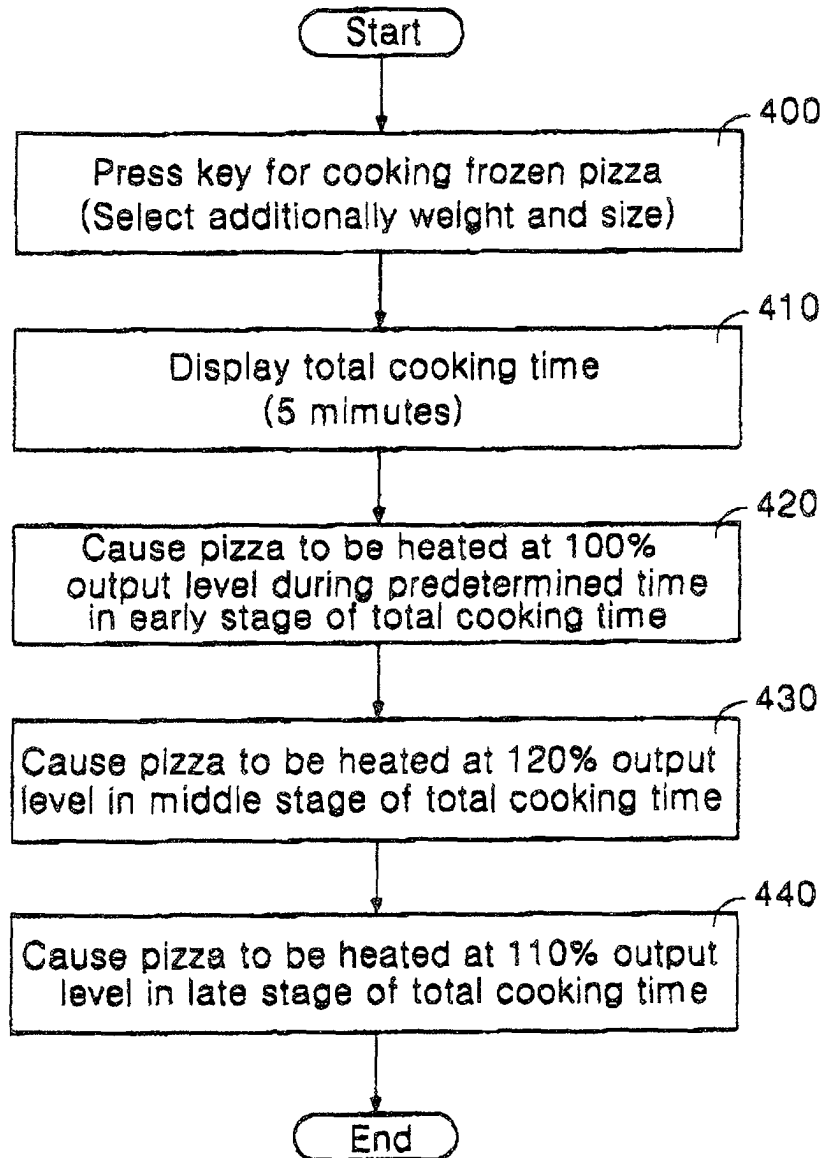 Start
400
Press key for cooking frozen pizza
(Select additionally weight and size)
410
Display total cooking time
(5 mimutes)
420
Cause pizza to be heated at 100%
output level during predetermined time
in early stage of total cooking time
430
Cause pizza to be heated at 120% output
level in middle stage of total cooking time
440
Cause pizza to be heated at 110% output
level in late stage of total cooking time
End